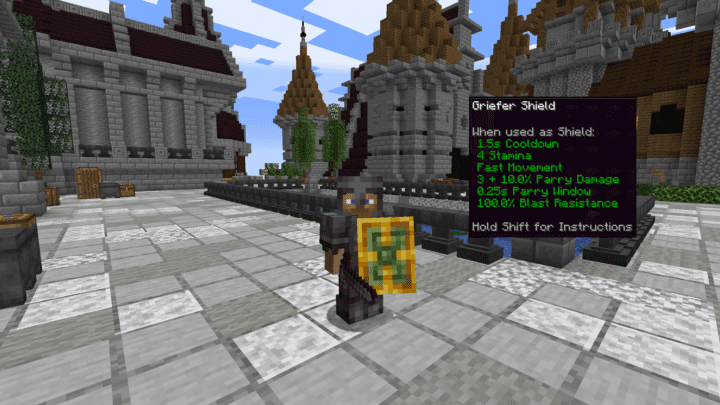 Griefer Shield
When used as Shield:
1.5s Cooldown
4 Stamina
Fast Movement
3 + 10.0% Parry Damage
0.25s Parry Window
100.0% Blast Resistance
Hold Shift for Instructions